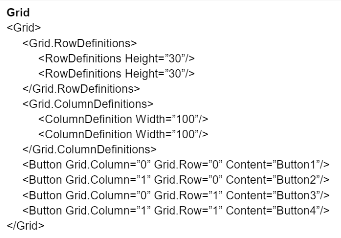 Grid
<Grid>
<Grid.RowDefinitions>
<RowDefinitions Height="30"/>
<RowDefinitions Height="30"/>
</Grid.RowDefinitions>
<Grid.ColumnDefinitions>
<ColumnDefinition Width="100"/>
<ColumnDefinition Width="100"/>
</Grid.ColumnDefinitions>
<Button Grid.Column="0" Grid.Row="0" Content="Button1"/>
<Button Grid.Column="1" Grid.Row="0" Content="Button2"/>
<Button Grid.Column="0" Grid.Row="1" Content="Button3"/>
<Button Grid.Column="1" Grid.Row="1" Content="Button4"/>
</Grid>